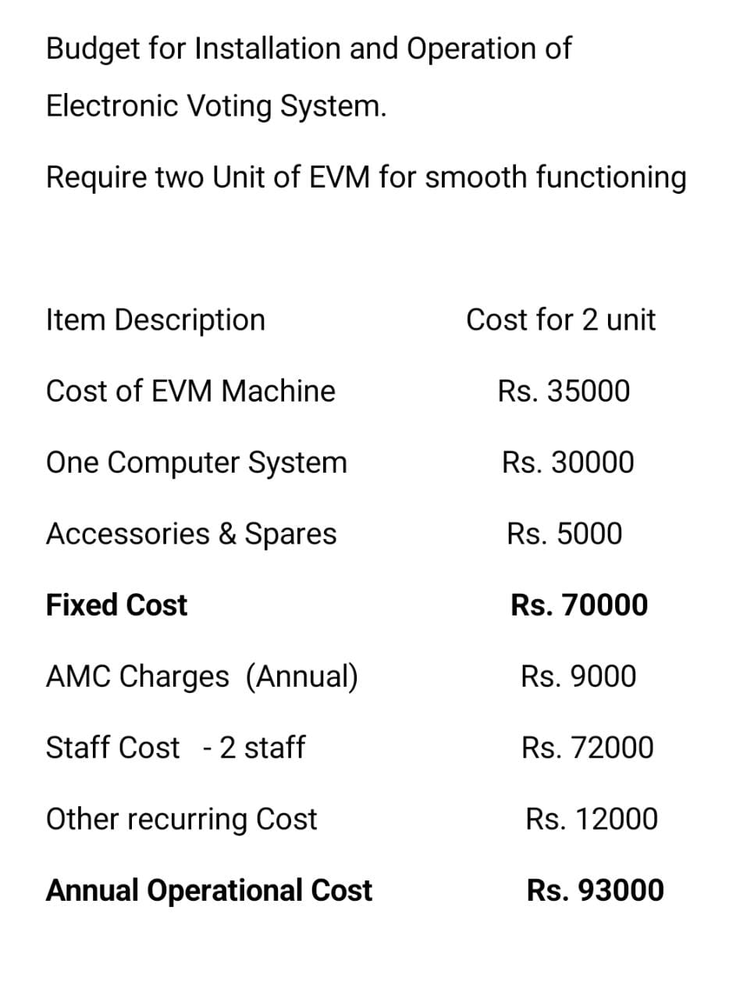 Budget for Installation and Operation of
Electronic Voting System.
Require two Unit of EVM for smooth functioning
Item Description Cost for 2 unit
Cost of EVM Machine Rs. 35000
One Computer System Rs. 30000
Accessories & Spares Rs. 5000
Fixed Cost Rs. 70000
AMC Charges (Annual) Rs. 9000
Staff Cost - 2 staff Rs. 72000
Other recurring Cost Rs. 12000
Annual Operational Cost Rs. 93000